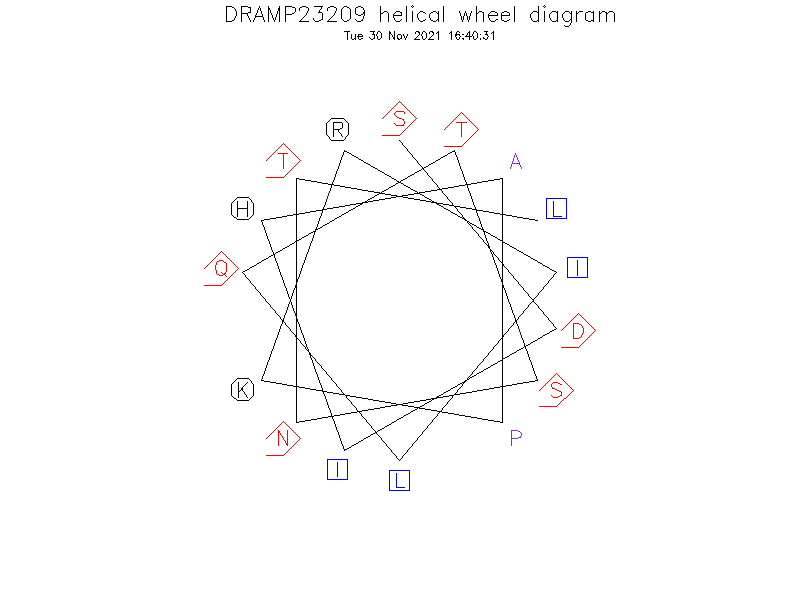 DRAMP23209 helical wheel diagram
Tue 30 Nov 2021 16:40:31
S
R
T
T
A
H
L
Q
I
D
K
S
N
P
I
L